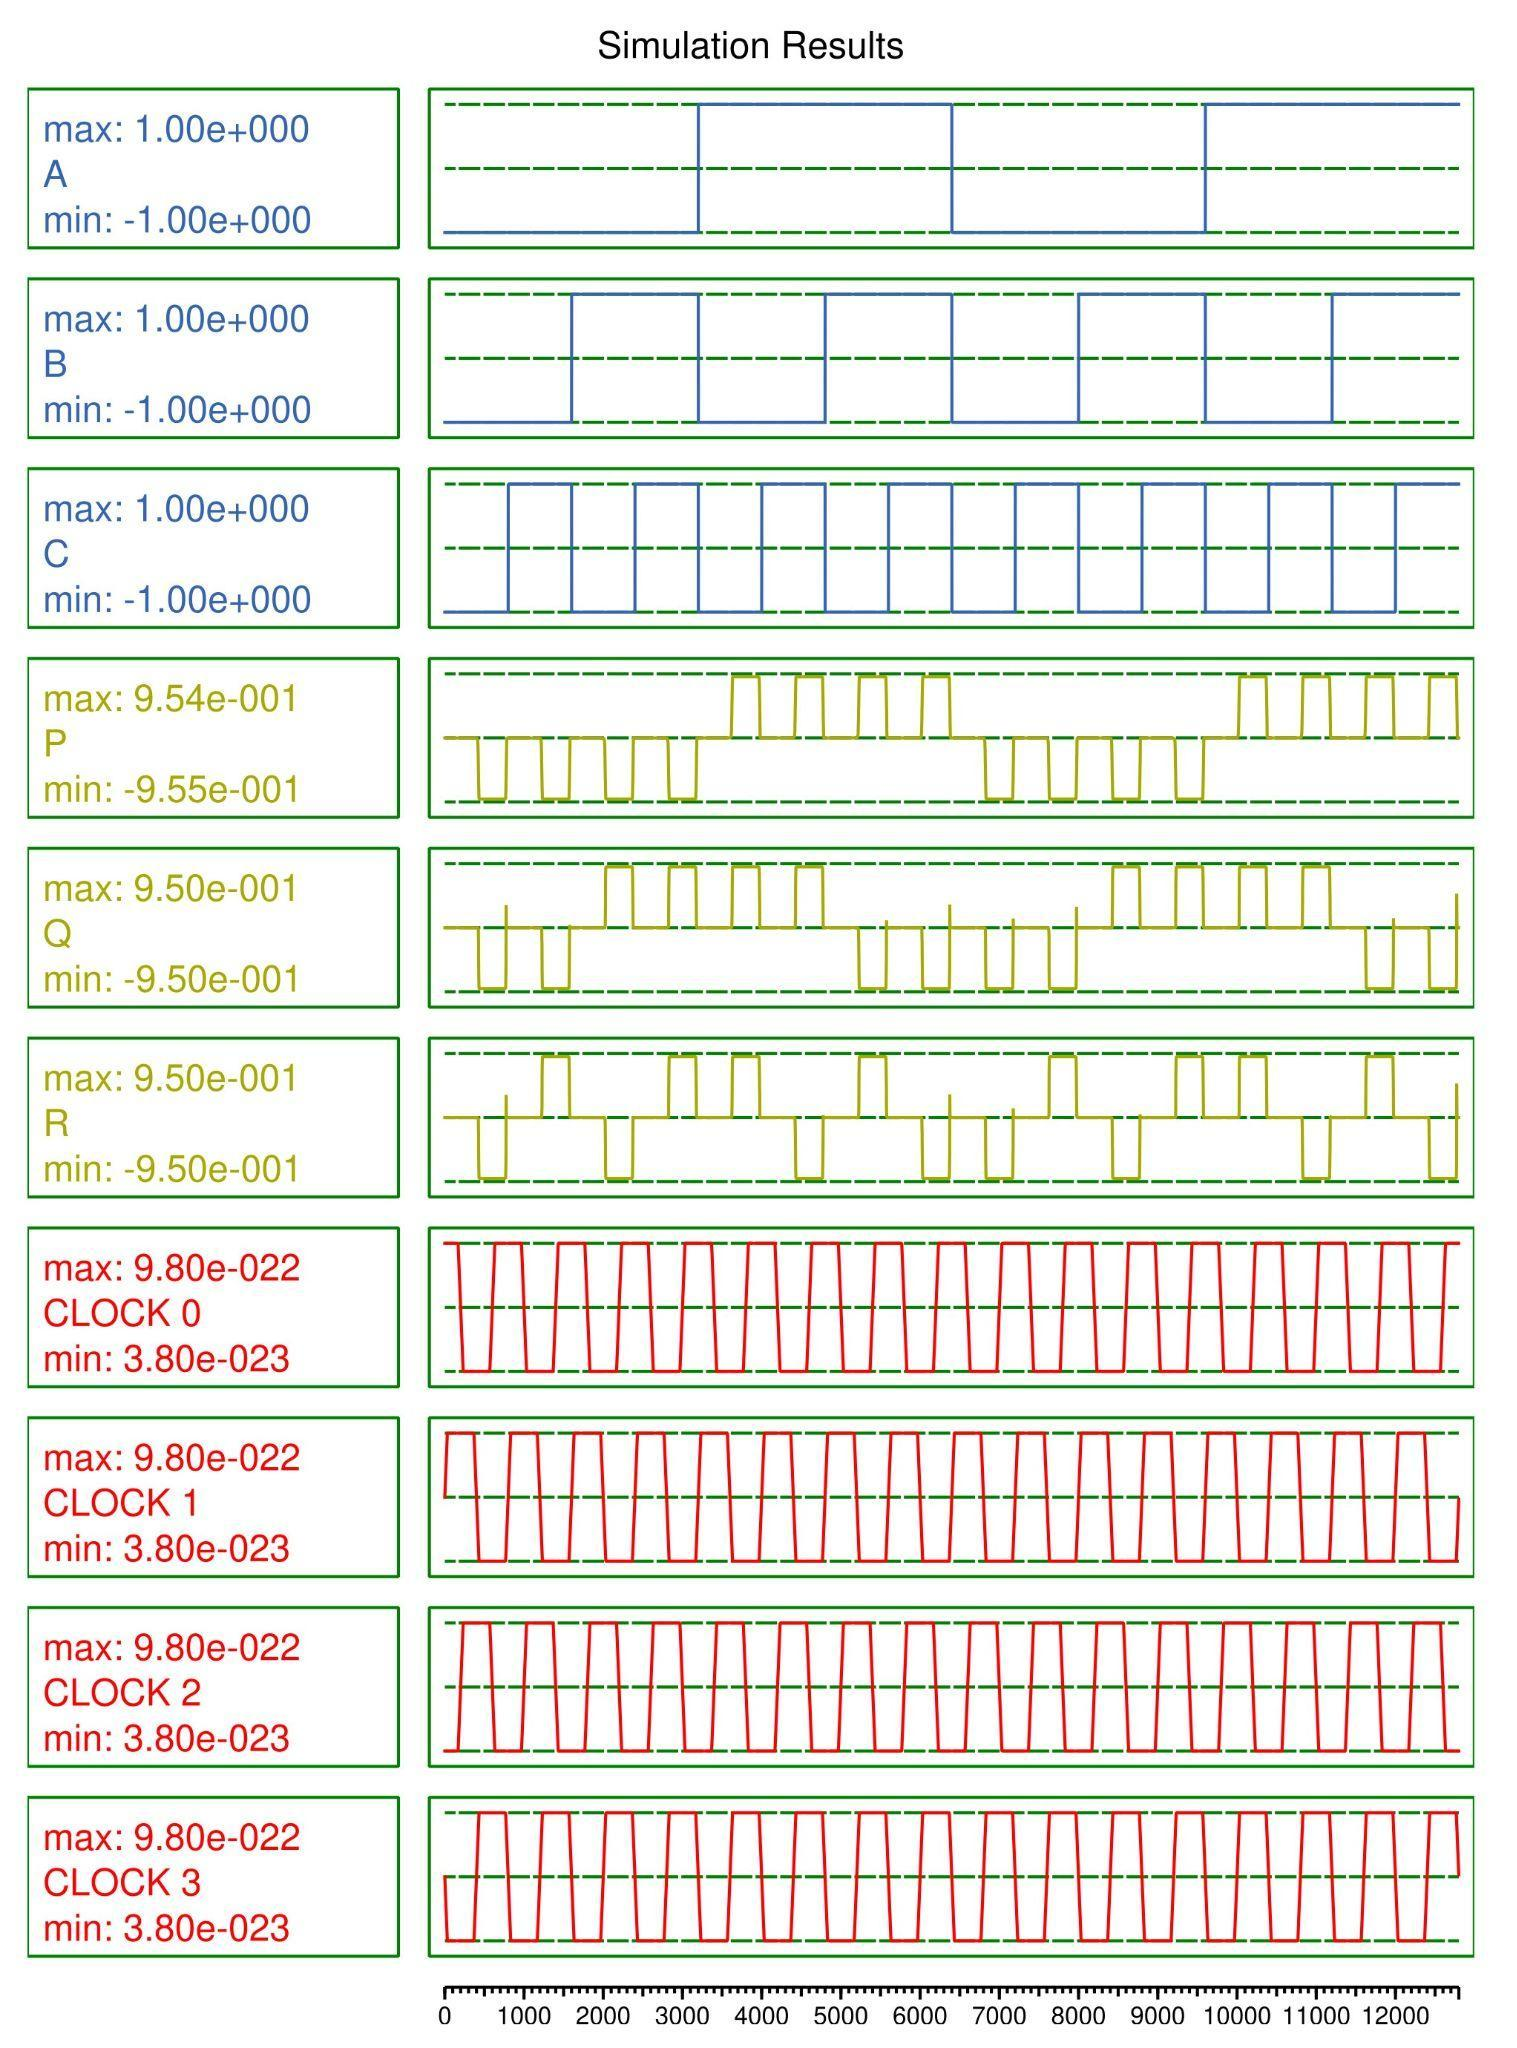 Simulation Results
max: 1.00e+000
A
min: -1.00e+000
max: 1.00e+000
B
min: -1.00e+000
max: 1.00e+000
C
min: -1.00e+000
max: 9.54e-001
P
min: -9.55e-001
max: 9.50e-001
Q
min: -9.50e-001
max: 9.50e-001
R
min: -9.50e-001
max: 9.80e-022
CLOCK 0
min: 3.80e-023
max: 9.80e-022
CLOCK 1
min: 3.80e-023
max: 9.80e-022
CLOCK 2
min: 3.80e-023
max: 9.80e-022
CLOCK 3
min: 3.80e-023
0 1000 2000 3000 4000 5000 6000 7000 8000 9000 10000 11000 12000